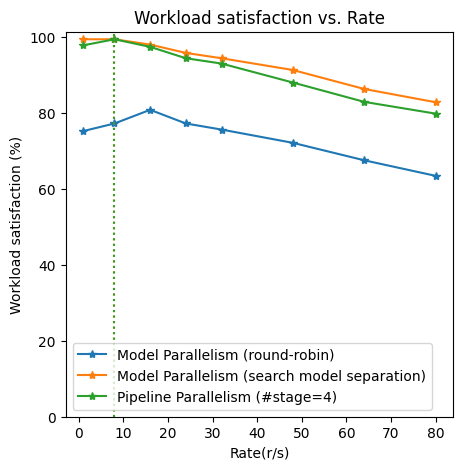 Workload satisfaction vs. Rate
Workload satisfaction (%)
100
80
60
40
20
0
Model Parallelism (round-robin)
Model Parallelism (search model separation)
Pipeline Parallelism (#stage=4)
0 10 20 30 40 50 60 70 80
Rate(r/s)